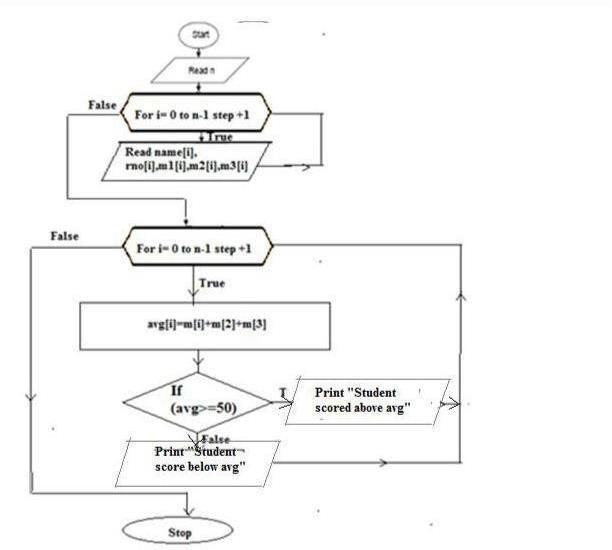 Start
Read n
False
For i= 0 to n-1 step +1
True
Read name[i],
rno[i],m1[i],m2[i],m3[i]
False
For i= 0 to n-1 step +1
True
avg[i]=m[i]+m[2]+m[3]
If
(avg>=50)
T
Print "Student
scored above avg"
False
Print "Student
score below avg"
Stop